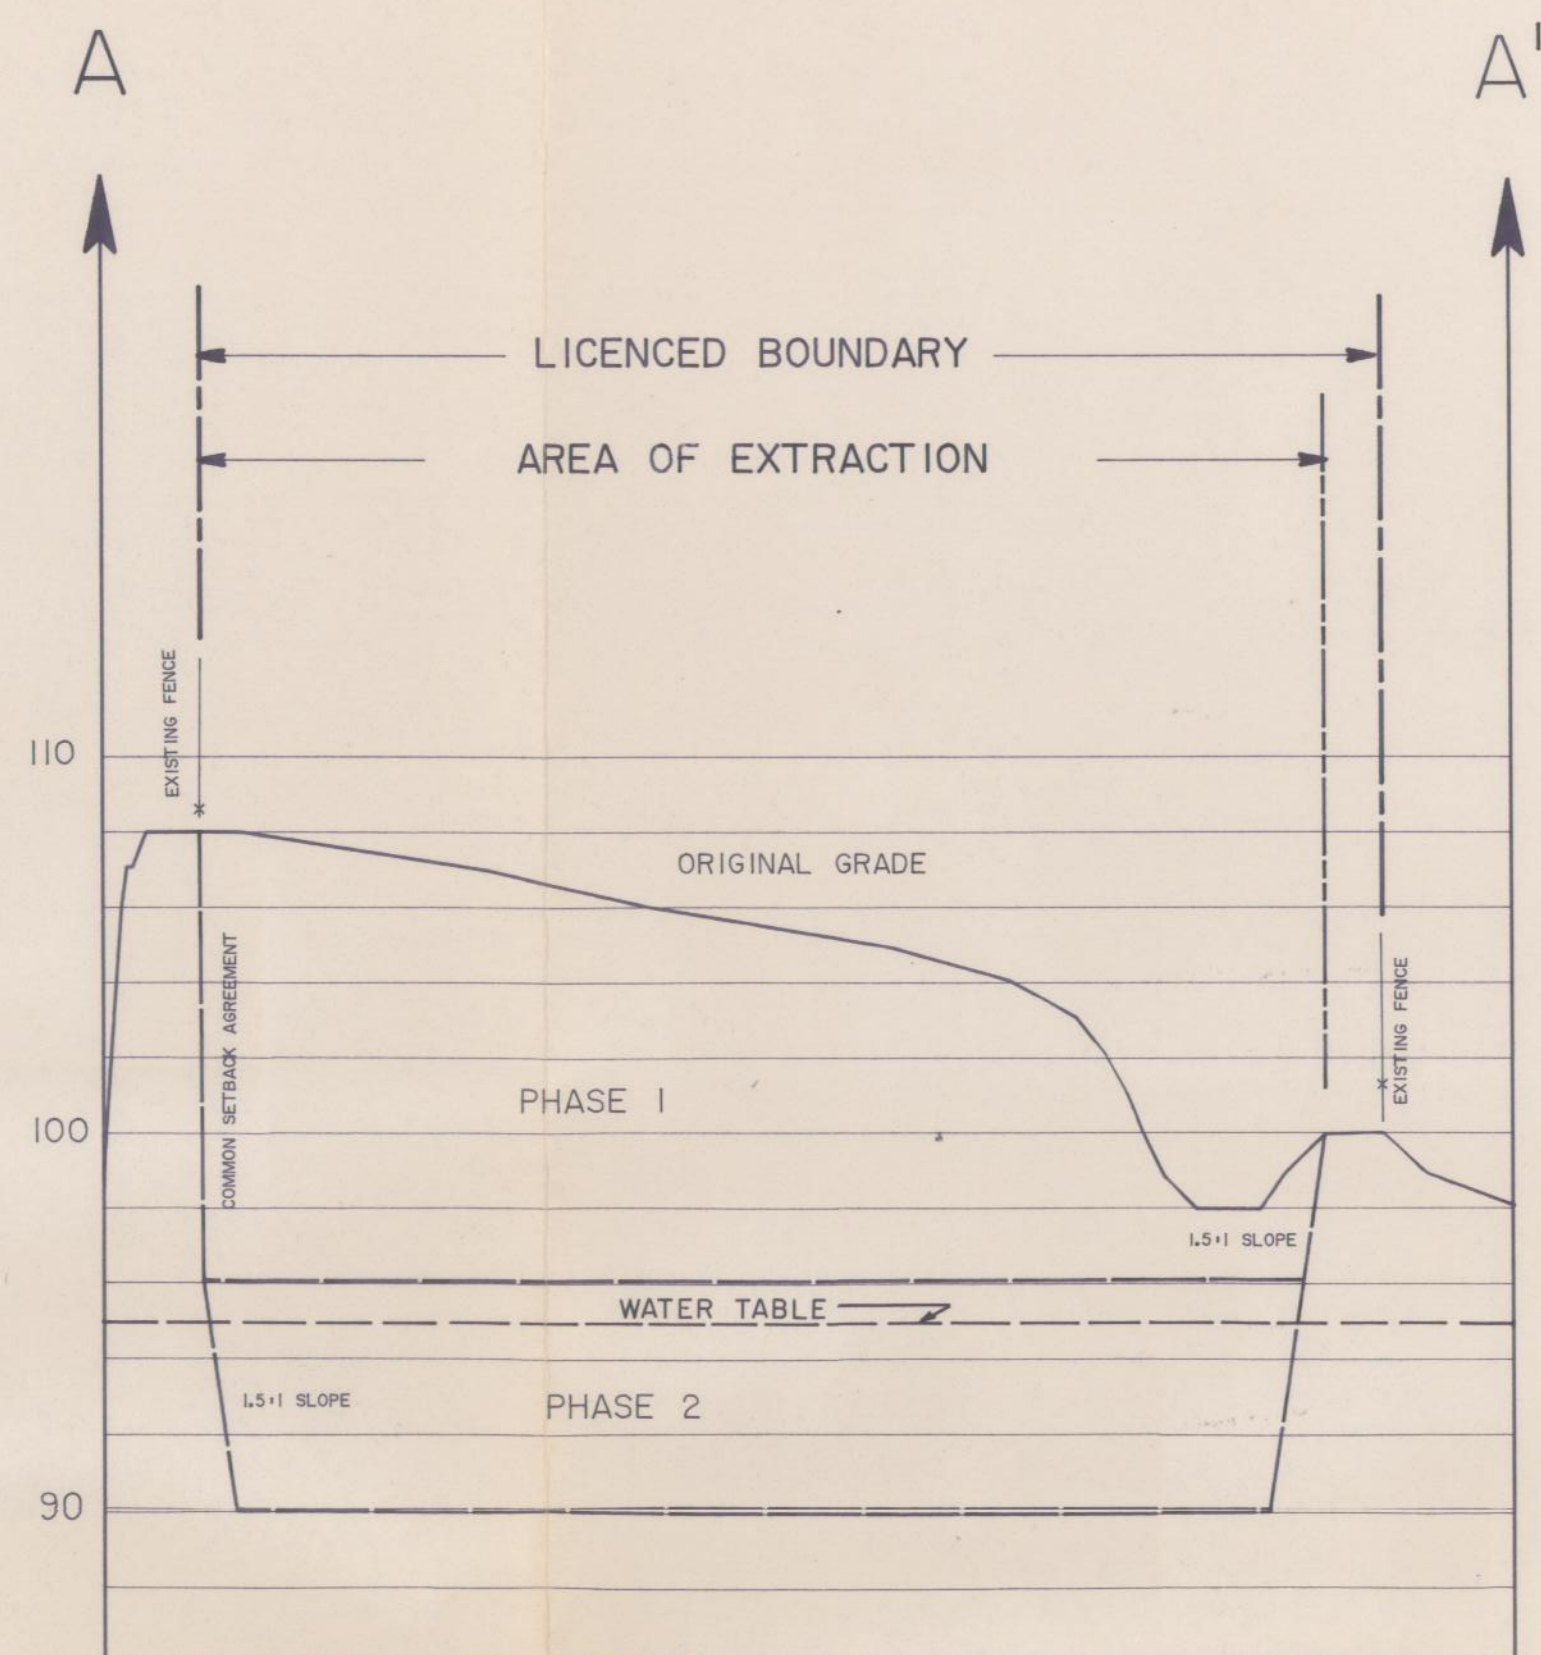 A A'
LICENCED BOUNDARY
AREA OF EXTRACTION
EXISTING FENCE
110
ORIGINAL GRADE
COMMON SETBACK AGREEMENT
EXISTING FENCE
PHASE 1
100
1.5:1 SLOPE
WATER TABLE
1.5:1 SLOPE
PHASE 2
90